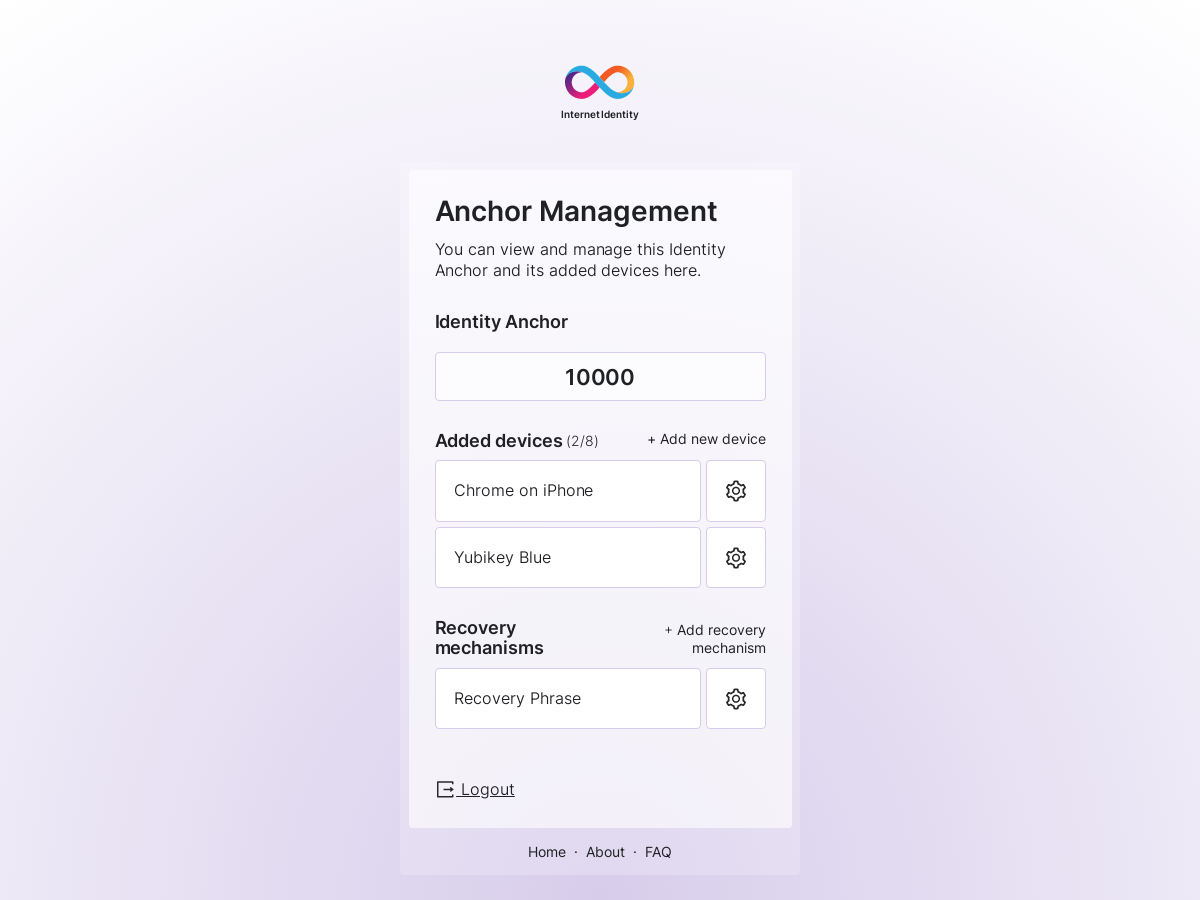 Internet Identity
Anchor Management
You can view and manage this Identity
Anchor and its added devices here.
Identity Anchor
10000
Added devices (2/8)
+ Add new device
Chrome on iPhone
Yubikey Blue
Recovery
mechanisms
+ Add recovery
mechanism
Recovery Phrase
Logout
Home · About · FAQ